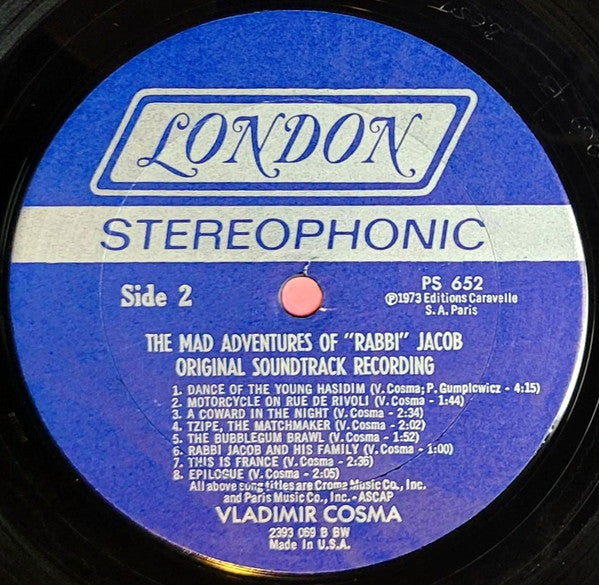 LONDON
STEREOPHONIC
Side 2
PS 652
℗1973 Editions Caravelle
S. A. Paris
THE MAD ADVENTURES OF "RABBI" JACOB
ORIGINAL SOUNDTRACK RECORDING
1. DANCE OF THE YOUNG HASIDIM (V. Cosma; P. Gumplcwicz - 4:15)
2. MOTORCYCLE ON RUE DE RIVOLI (V. Cosma - 1:44)
3. A COWARD IN THE NIGHT (V. Cosma - 2:34)
4. TZIPE, THE MATCHMAKER (V. Cosma - 2:02)
5. THE BUBBLEGUM BRAWL (V. Cosma - 1:52)
6. RABBI JACOB AND HIS FAMILY (V. Cosma - 1:00)
7. THIS IS FRANCE (V. Cosma - 2:36)
8. EPILOGUE (V. Cosma - 2:05)
All above song titles are Croma Music Co., Inc.
and Paris Music Co., Inc. - ASCAP
VLADIMIR COSMA
2393 069 B BW
Made in U.S.A.